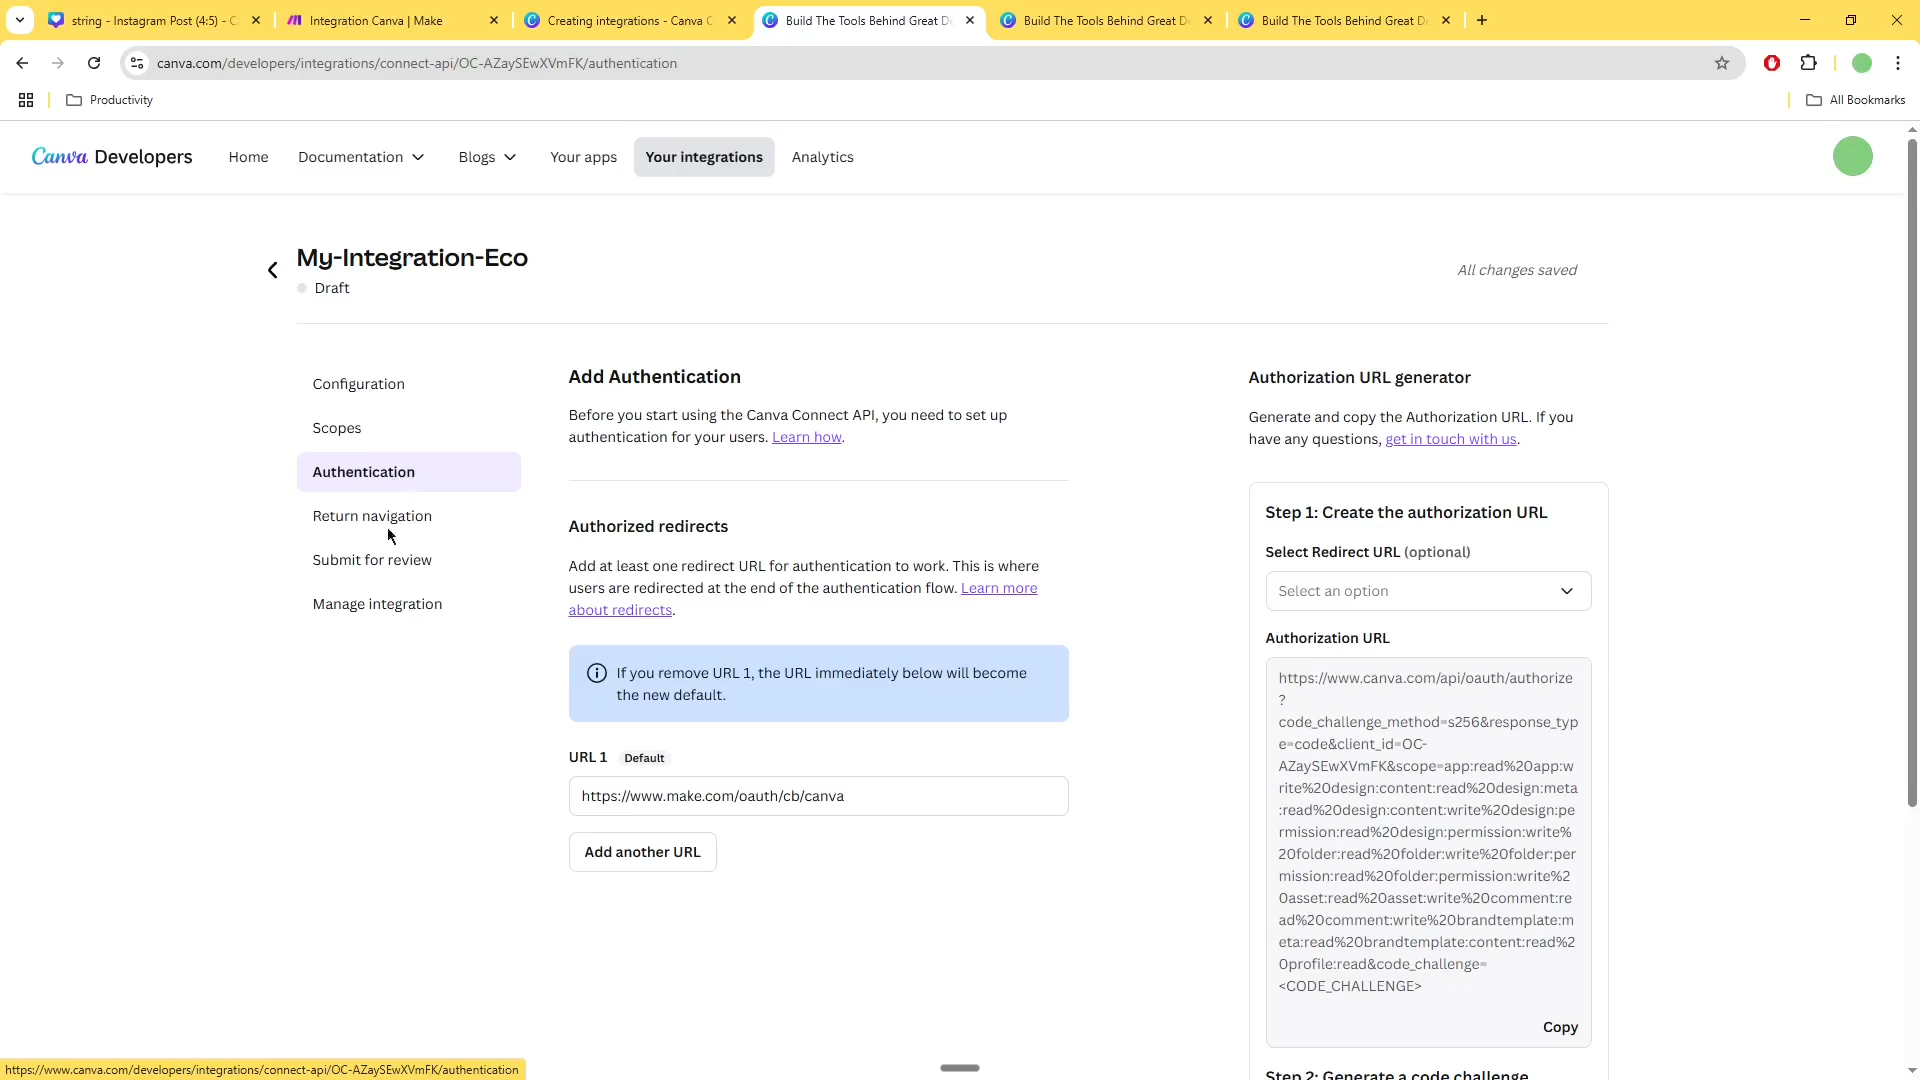 string - Instagram Post (4:5) - C
Integration Canva | Make
Creating integrations - Canva C
Build The Tools Behind Great De
Build The Tools Behind Great De
Build The Tools Behind Great De
canva.com/developers/integrations/connect-api/OC-AZaySEwXVmFK/authentication
Productivity
All Bookmarks
Canva Developers
Home
Documentation
Blogs
Your apps
Your integrations
Analytics
My-Integration-Eco
Draft
All changes saved
Configuration
Scopes
Authentication
Return navigation
Submit for review
Manage integration
Add Authentication
Before you start using the Canva Connect API, you need to set up
authentication for your users. Learn how.
Authorized redirects
Add at least one redirect URL for authentication to work. This is where
users are redirected at the end of the authentication flow. Learn more
about redirects.
If you remove URL 1, the URL immediately below will become
the new default.
URL 1 Default
https://www.make.com/oauth/cb/canva
Add another URL
Authorization URL generator
Generate and copy the Authorization URL. If you
have any questions, get in touch with us.
Step 1: Create the authorization URL
Select Redirect URL (optional)
Select an option
Authorization URL
https://www.canva.com/api/oauth/authorize
?
code_challenge_method=s256&response_typ
e=code&client_id=OC-
AZaySEwXVmFK&scope=app:read%20app:w
rite%20design:content:read%20design:meta
:read%20design:content:write%20design:pe
rmission:read%20design:permission:write%
20folder:read%20folder:write%20folder:per
mission:read%20folder:permission:write%2
0asset:read%20asset:write%20comment:re
ad%20comment:write%20brandtemplate:m
eta:read%20brandtemplate:content:read%2
0profile:read&code_challenge=
<CODE_CHALLENGE>
Copy
Step 2: Generate a code challenge
https://www.canva.com/developers/integrations/connect-api/OC-AZaySEwXVmFK/authentication